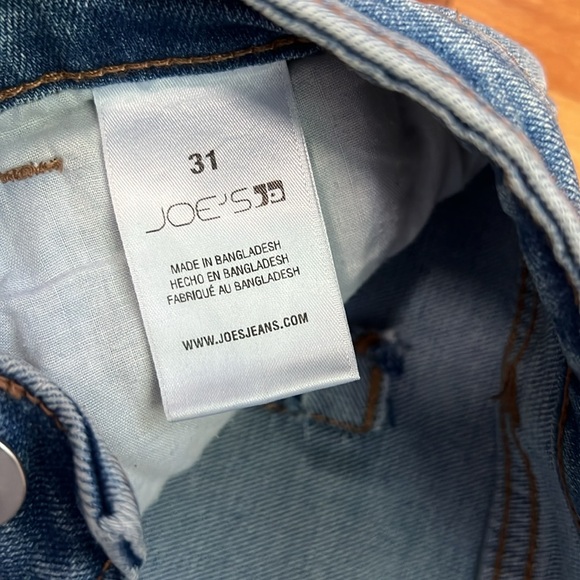 31
JOE'S
MADE IN BANGLADESH
HECHO EN BANGLADESH
FABRIQUÉ AU BANGLADESH
WWW.JOESJEANS.COM